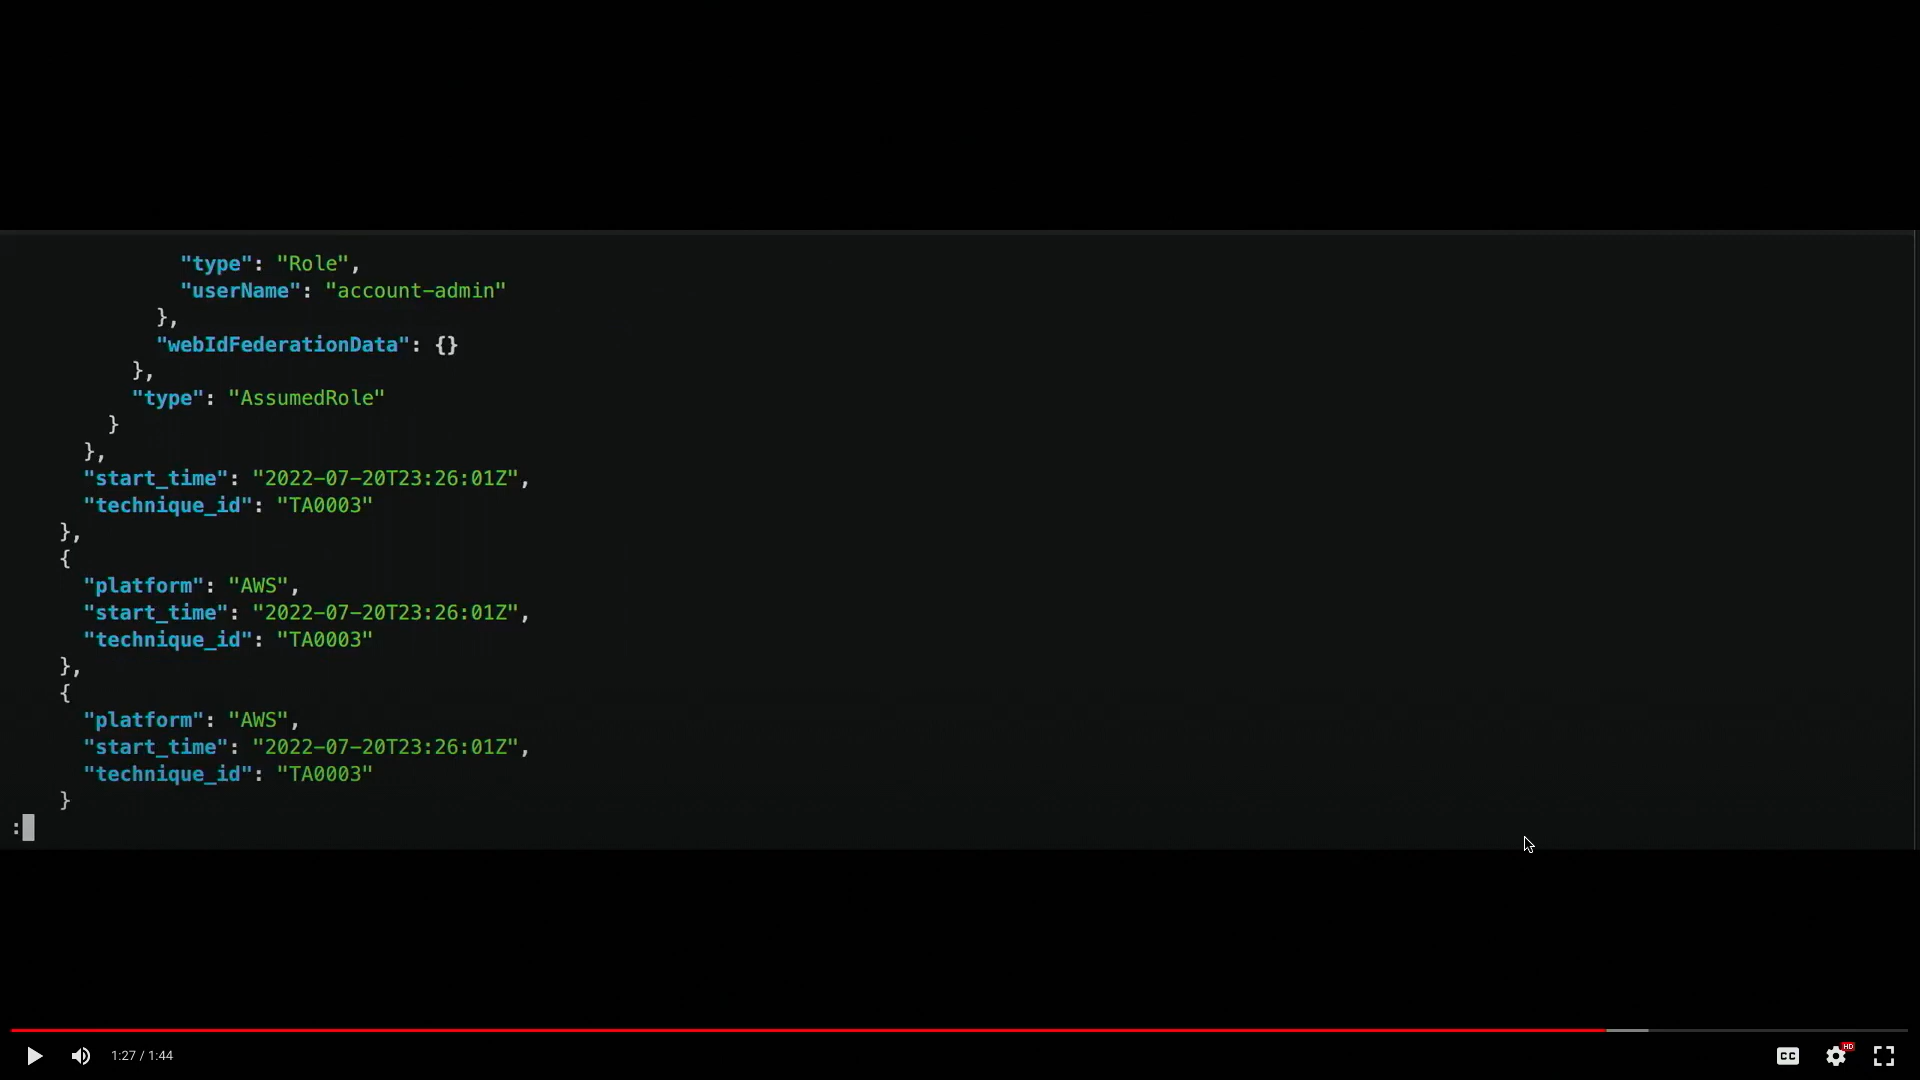 "type": "Role",
"userName": "account-admin"
},
"webIdFederationData": {}
},
"type": "AssumedRole"
}
},
"start_time": "2022-07-20T23:26:01Z",
"technique_id": "TA0003"
},
{
"platform": "AWS",
"start_time": "2022-07-20T23:26:01Z",
"technique_id": "TA0003"
},
{
"platform": "AWS",
"start_time": "2022-07-20T23:26:01Z",
"technique_id": "TA0003"
}
:
1:27 / 1:44
CC
HD